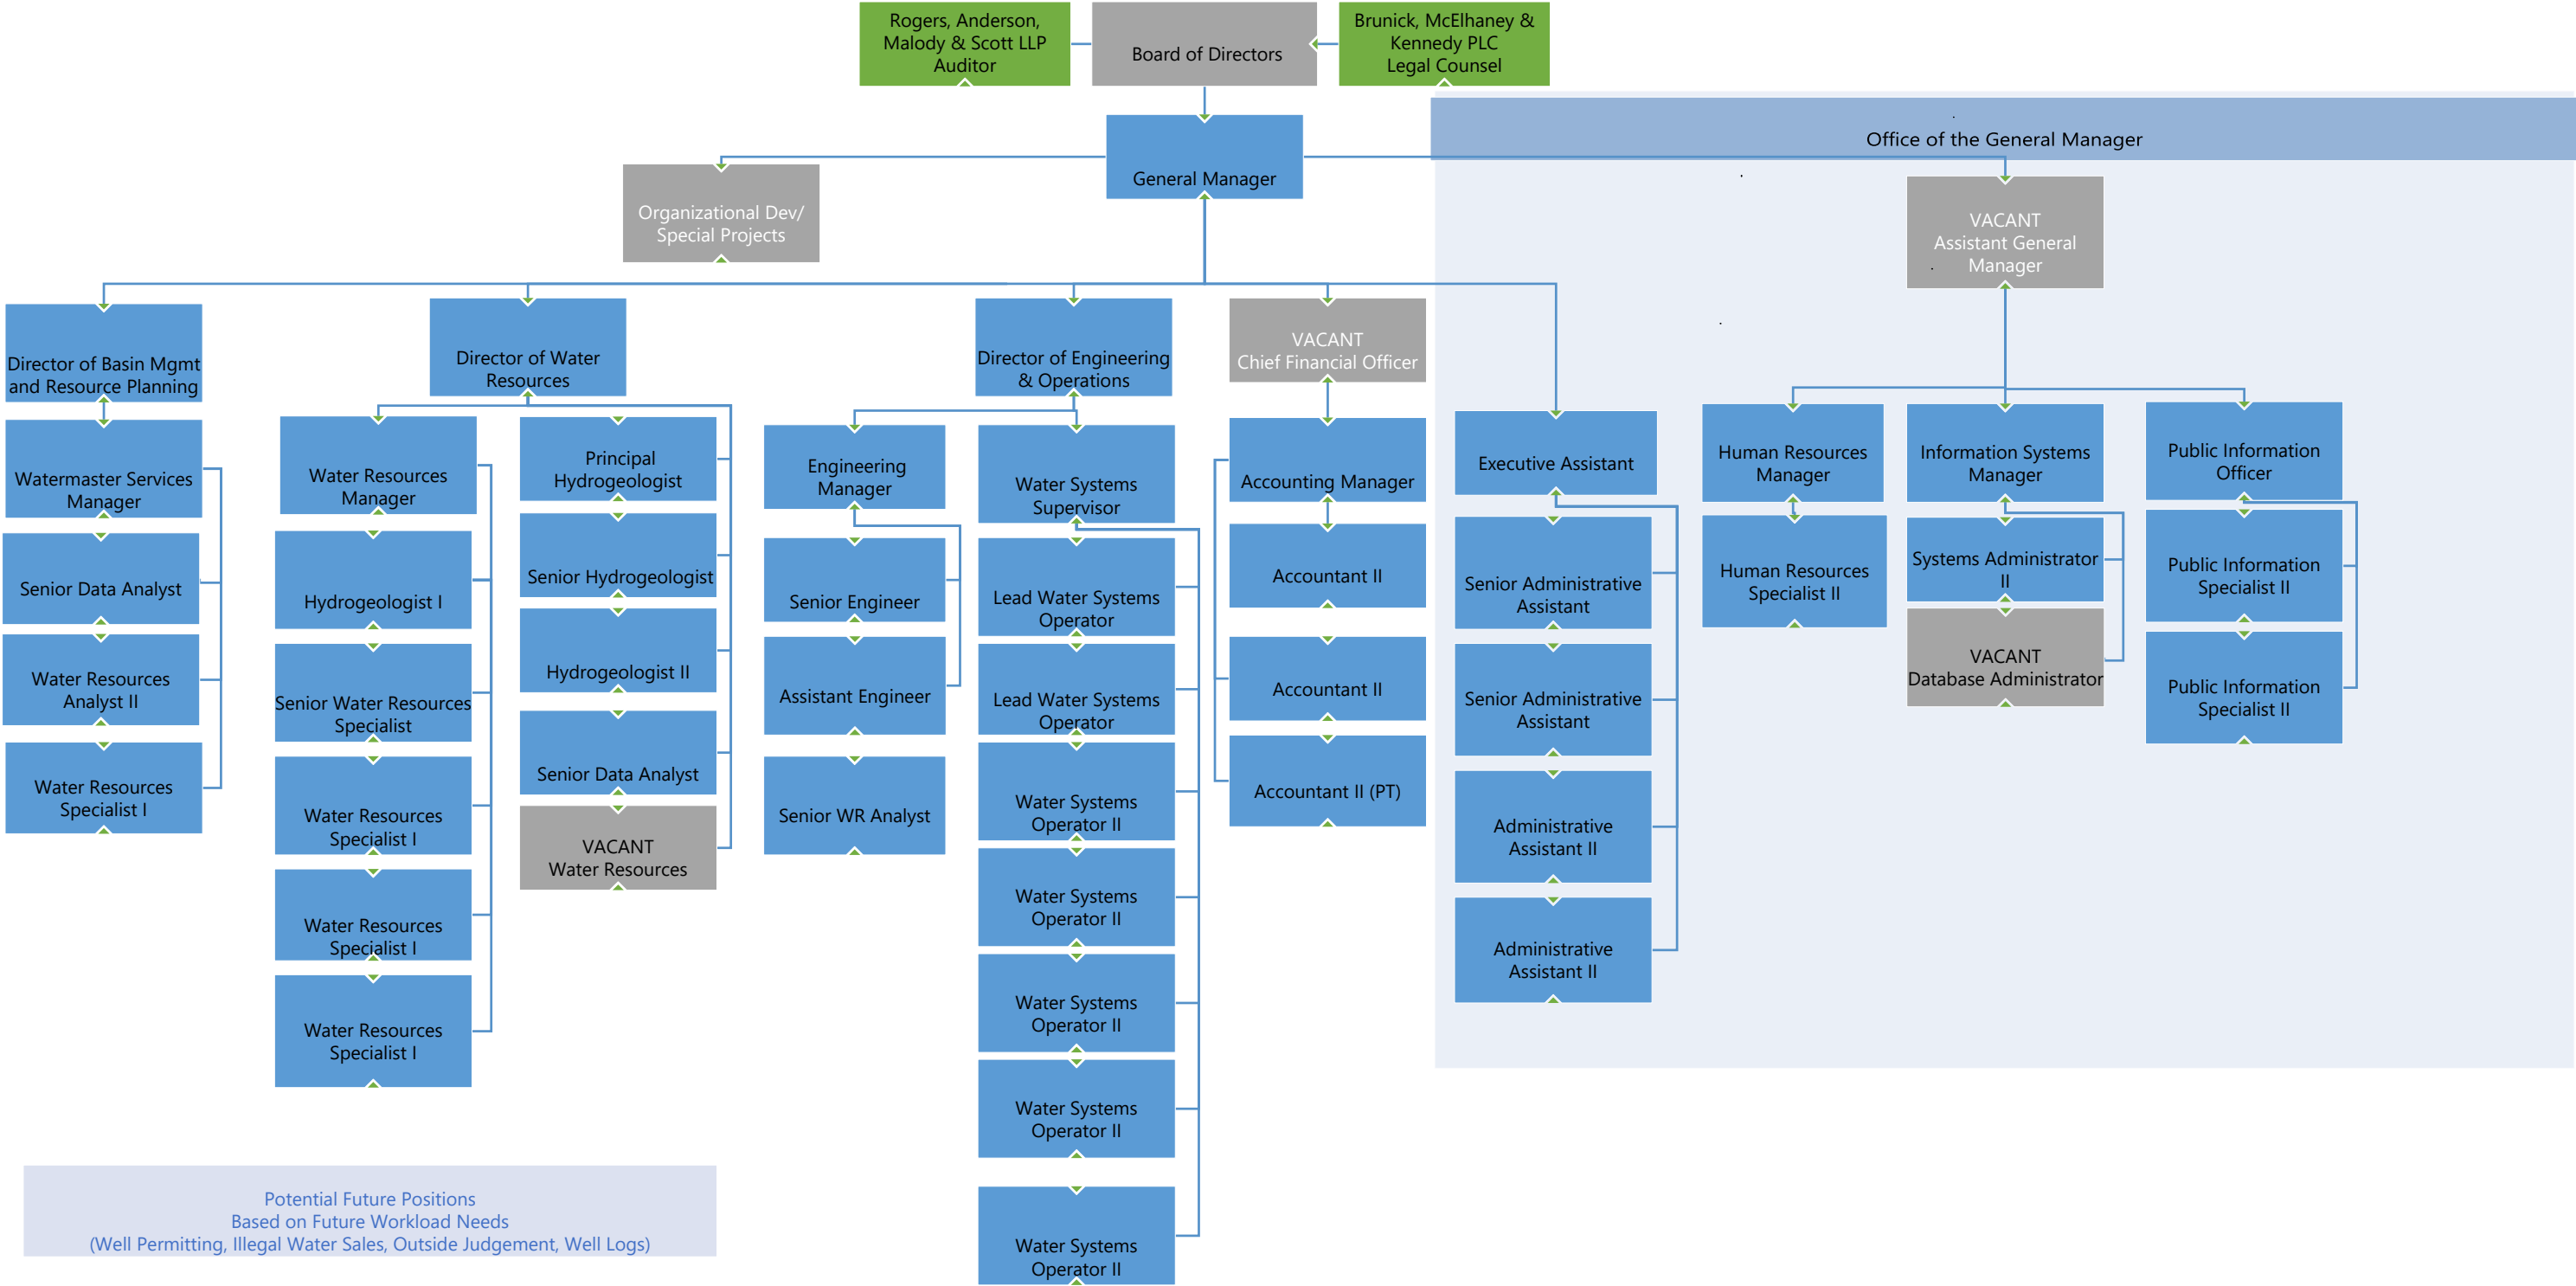 Rogers, Anderson,
Malody & Scott LLP
Auditor
Board of Directors
Brunick, McElhaney &
Kennedy PLC
Legal Counsel
Office of the General Manager
General Manager
Organizational Dev/
Special Projects
VACANT
Assistant General
Manager
Director of Basin Mgmt
and Resource Planning
Director of Water
Resources
Director of Engineering
& Operations
VACANT
Chief Financial Officer
Watermaster Services
Manager
Senior Data Analyst
Water Resources
Analyst II
Water Resources
Specialist I
Water Resources
Manager
Hydrogeologist I
Senior Water Resources
Specialist
Water Resources
Specialist I
Water Resources
Specialist I
Water Resources
Specialist I
Principal
Hydrogeologist
Senior Hydrogeologist
Hydrogeologist II
Senior Data Analyst
VACANT
Water Resources
Engineering
Manager
Senior Engineer
Assistant Engineer
Senior WR Analyst
Water Systems
Supervisor
Lead Water Systems
Operator
Lead Water Systems
Operator
Water Systems
Operator II
Water Systems
Operator II
Water Systems
Operator II
Water Systems
Operator II
Water Systems
Operator II
Accounting Manager
Accountant II
Accountant II
Accountant II (PT)
Executive Assistant
Senior Administrative
Assistant
Senior Administrative
Assistant
Administrative
Assistant II
Administrative
Assistant II
Human Resources
Manager
Human Resources
Specialist II
Information Systems
Manager
Systems Administrator
II
VACANT
Database Administrator
Public Information
Officer
Public Information
Specialist II
Public Information
Specialist II
Potential Future Positions
Based on Future Workload Needs
(Well Permitting, Illegal Water Sales, Outside Judgement, Well Logs)